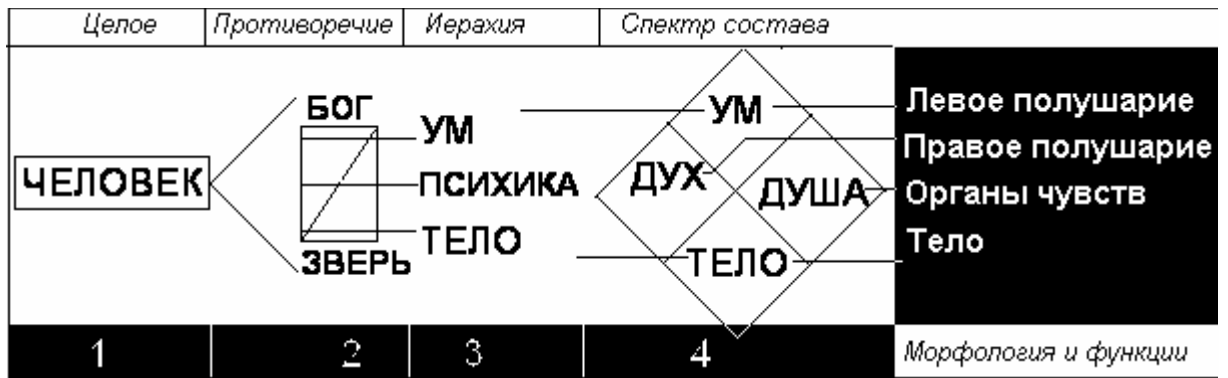 Целое Противоречие Иерахия Спектр состава
БОГ
УМ
УМ
Левое полушарие
Правое полушарие
ЧЕЛОВЕК
ПСИХИКА
ДУХ
ДУША
Органы чувств
ЗВЕРЬ
ТЕЛО
ТЕЛО
Тело
1 2 3 4 Морфология и функции